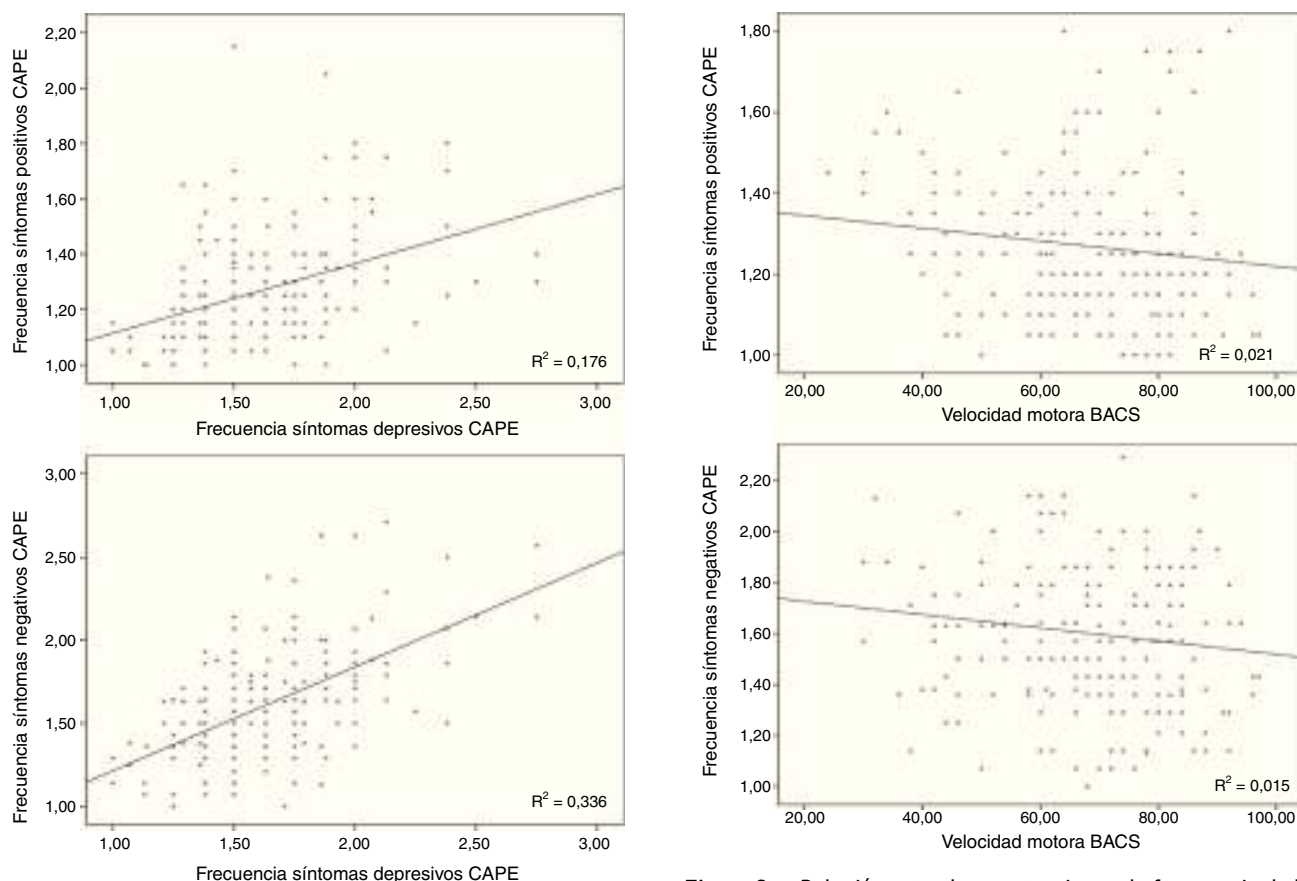 Frecuencia síntomas positivos CAPE
2,20
2,00
1,80
1,60
1,40
1,20
1,00
R² = 0,176
1,00 1,50 2,00 2,50 3,00
Frecuencia síntomas depresivos CAPE
Frecuencia síntomas negativos CAPE
3,00
2,50
2,00
1,50
1,00
R² = 0,336
1,00 1,50 2,00 2,50 3,00
Frecuencia síntomas depresivos CAPE
Frecuencia síntomas positivos CAPE
1,80
1,60
1,40
1,20
1,00
R² = 0,021
20,00 40,00 60,00 80,00 100,00
Velocidad motora BACS
Frecuencia síntomas negativos CAPE
2,20
2,00
1,80
1,60
1,40
1,20
1,00
R² = 0,015
20,00 40,00 60,00 80,00 100,00
Velocidad motora BACS